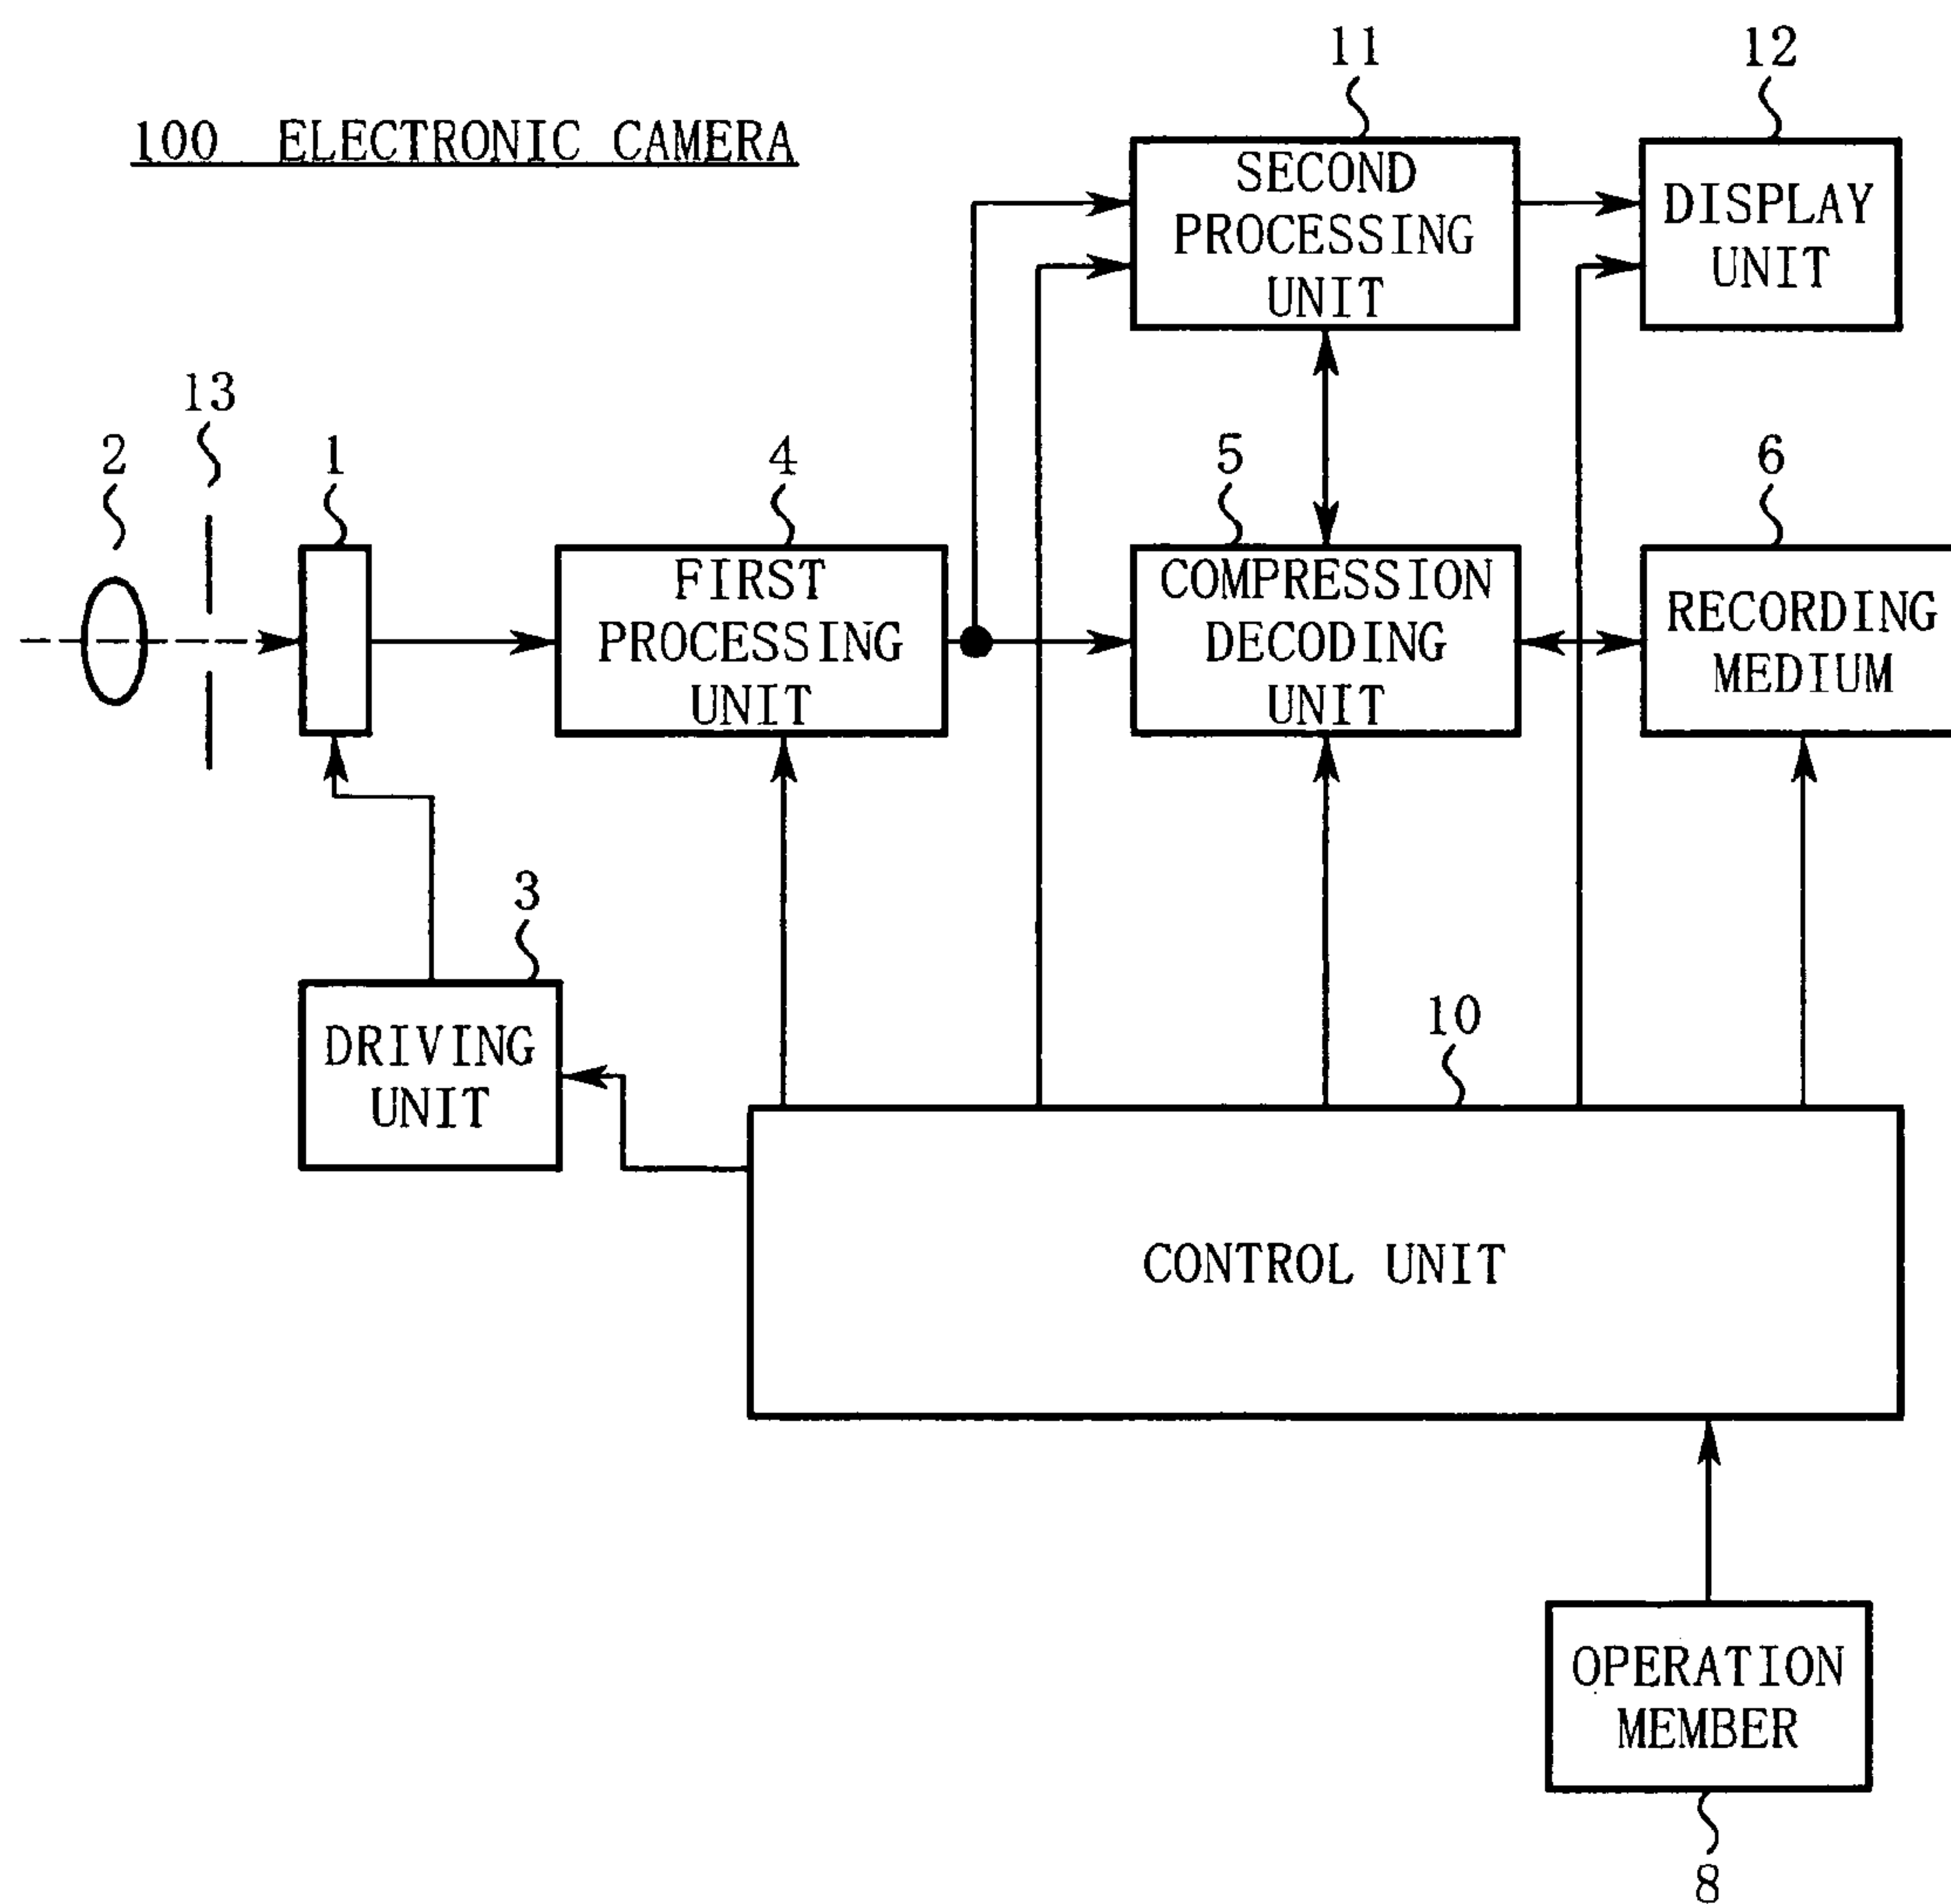 11
12
100 ELECTRONIC CAMERA
SECOND
PROCESSING
UNIT
DISPLAY
UNIT
13
2
1
4
5
6
FIRST
PROCESSING
UNIT
COMPRESSION
DECODING
UNIT
RECORDING
MEDIUM
3
DRIVING
UNIT
10
CONTROL UNIT
OPERATION
MEMBER
8